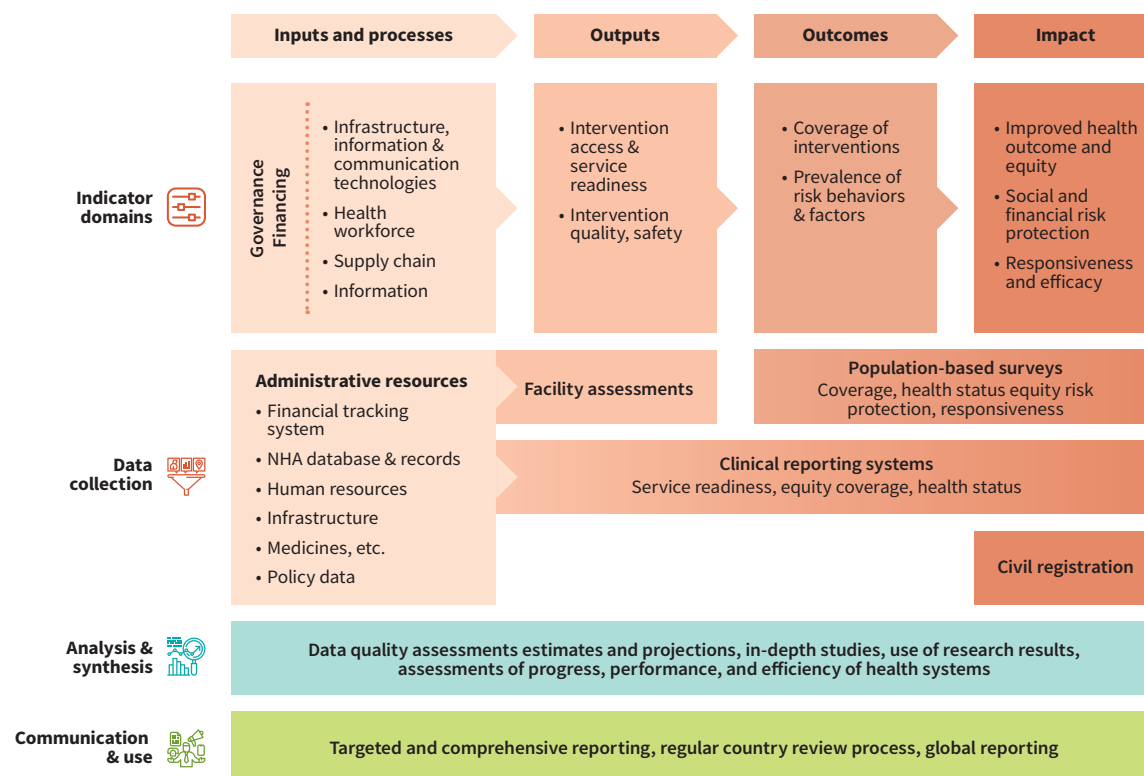 Inputs and processes
Outputs
Outcomes
Impact
Indicator
domains
Governance
Financing
• Infrastructure,
information &
communication
technologies
• Health
workforce
• Supply chain
• Information
• Intervention
access &
service
readiness
• Intervention
quality, safety
• Coverage of
interventions
• Prevalence of
risk behaviors
& factors
• Improved health
outcome and
equity
• Social and
financial risk
protection
• Responsiveness
and efficacy
Data
collection
Administrative resources
• Financial tracking
system
• NHA database & records
• Human resources
• Infrastructure
• Medicines, etc.
• Policy data
Facility assessments
Population-based surveys
Coverage, health status equity risk
protection, responsiveness
Clinical reporting systems
Service readiness, equity coverage, health status
Civil registration
Analysis &
synthesis
Data quality assessments estimates and projections, in-depth studies, use of research results,
assessments of progress, performance, and efficiency of health systems
Communication
& use
Targeted and comprehensive reporting, regular country review process, global reporting